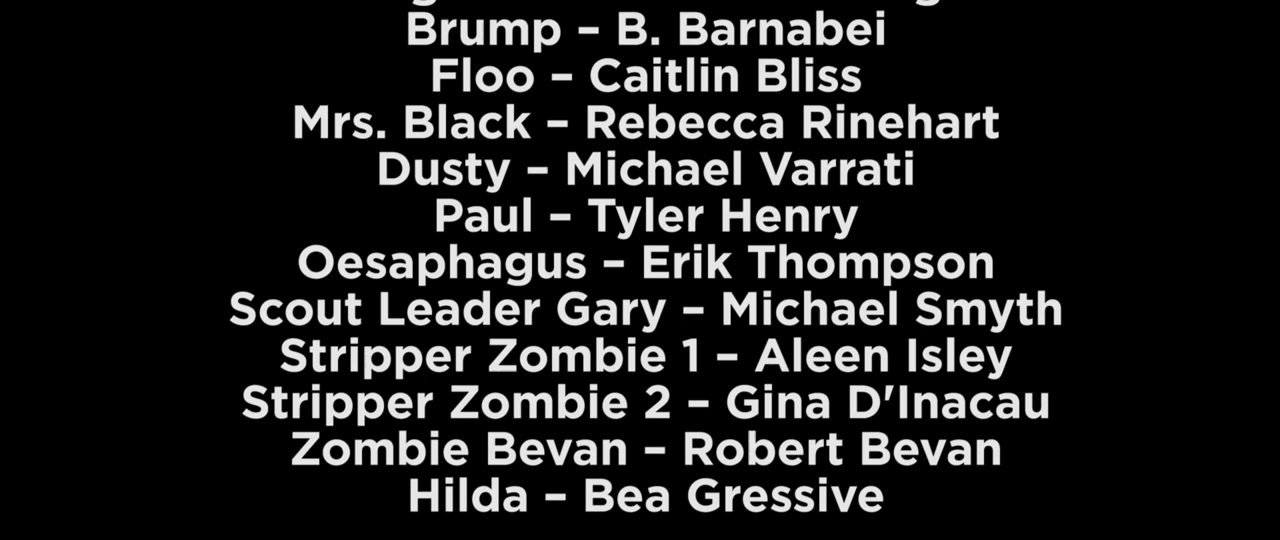 Brump – B. Barnabei
Floo – Caitlin Bliss
Mrs. Black – Rebecca Rinehart
Dusty – Michael Varrati
Paul – Tyler Henry
Oesaphagus – Erik Thompson
Scout Leader Gary – Michael Smyth
Stripper Zombie 1 – Aleen Isley
Stripper Zombie 2 – Gina D'Inacau
Zombie Bevan – Robert Bevan
Hilda – Bea Gressive